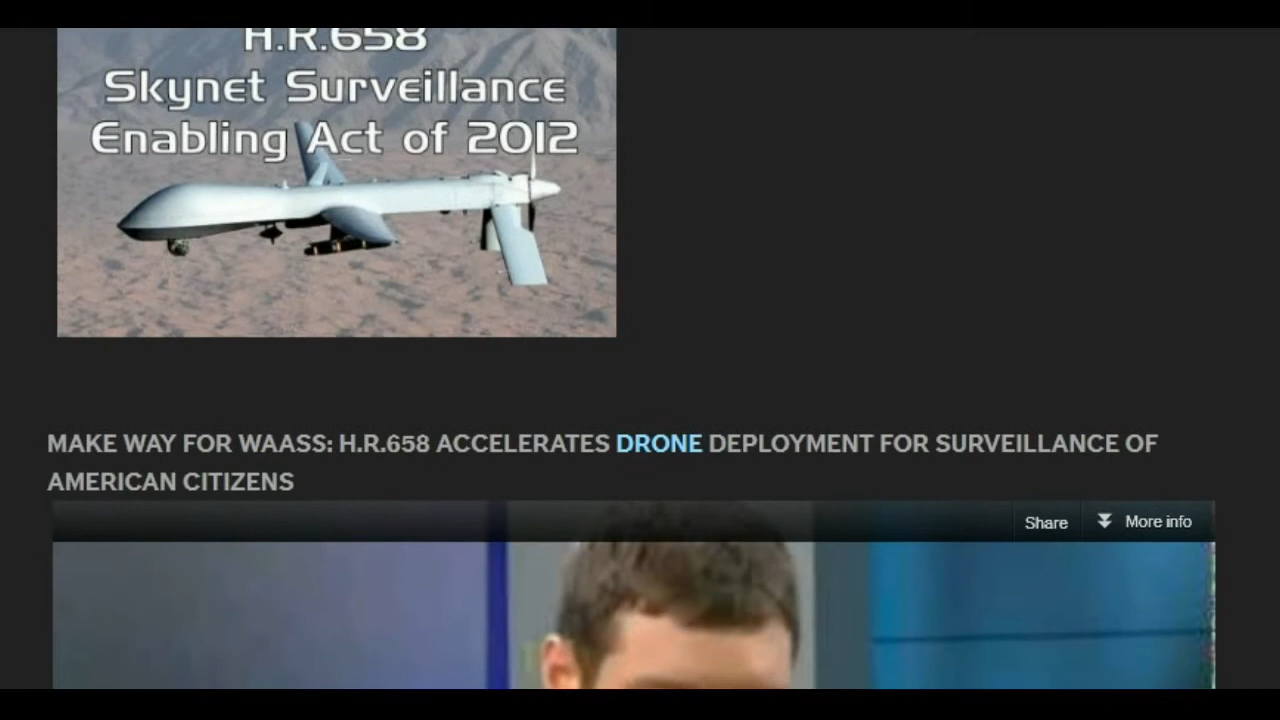 H.R.658
Skynet Surveillance
Enabling Act of 2012
MAKE WAY FOR WAASS: H.R.658 ACCELERATES DRONE DEPLOYMENT FOR SURVEILLANCE OF
AMERICAN CITIZENS
Share More info